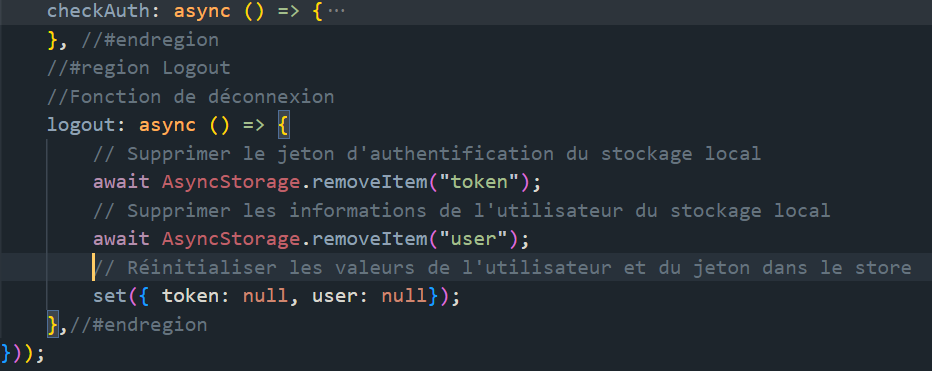 checkAuth: async () => { ...
}, //#endregion
//#region Logout
//Fonction de déconnexion
logout: async () => {
// Supprimer le jeton d'authentification du stockage local
await AsyncStorage.removeItem("token");
// Supprimer les informations de l'utilisateur du stockage local
await AsyncStorage.removeItem("user");
// Réinitialiser les valeurs de l'utilisateur et du jeton dans le store
set({ token: null, user: null});
},//#endregion
}));